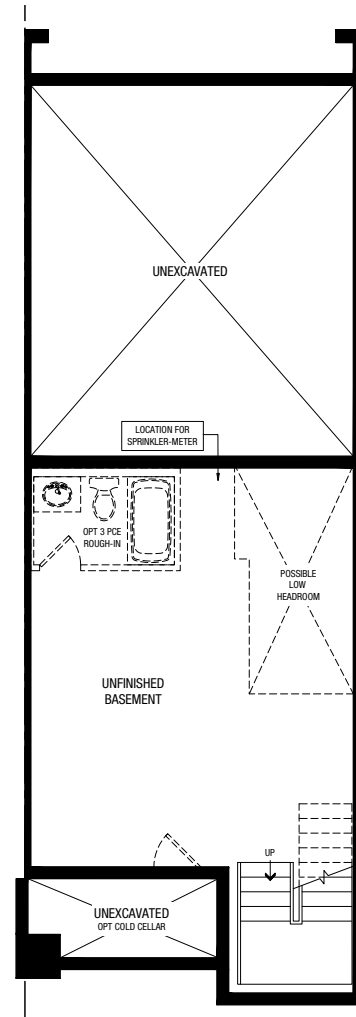 UNEXCAVATED
LOCATION FOR
SPRINKLER-METER
OPT 3 PCE
ROUGH-IN
POSSIBLE
LOW
HEADROOM
UNFINISHED
BASEMENT
UP
UNEXCAVATED
OPT COLD CELLAR